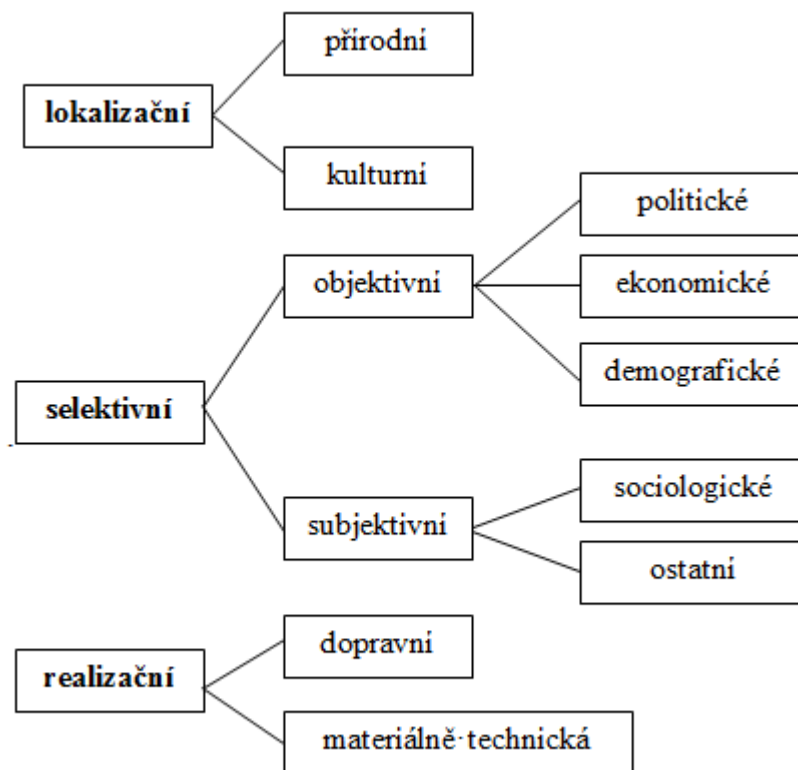 přírodní
lokalizační
kulturní
politické
objektivní
ekonomické
demografické
selektivní
sociologické
subjektivní
ostatní
dopravní
realizační
materiálně-technická